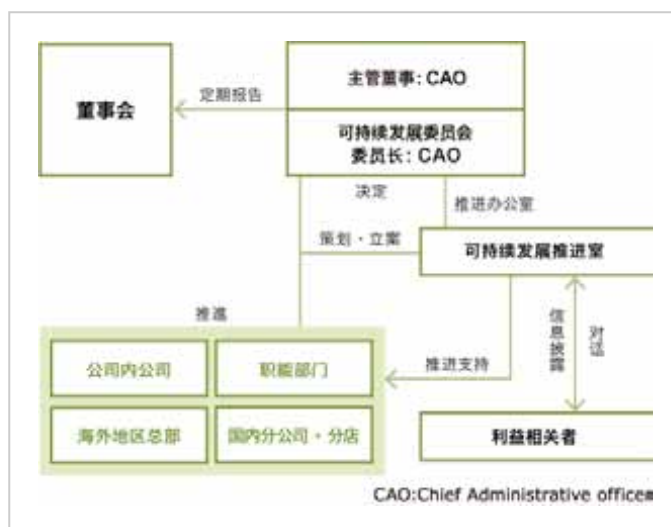 主管董事:CAO
董事会
定期报告
可持续发展委员会
委员长:CAO
决定
推进办公室
策划·立案
可持续发展推进室
推進
信息披露
对话
公司内公司
职能部门
推进支持
海外地区总部
国内分公司·分店
利益相关者
CAO:Chief Administrative office